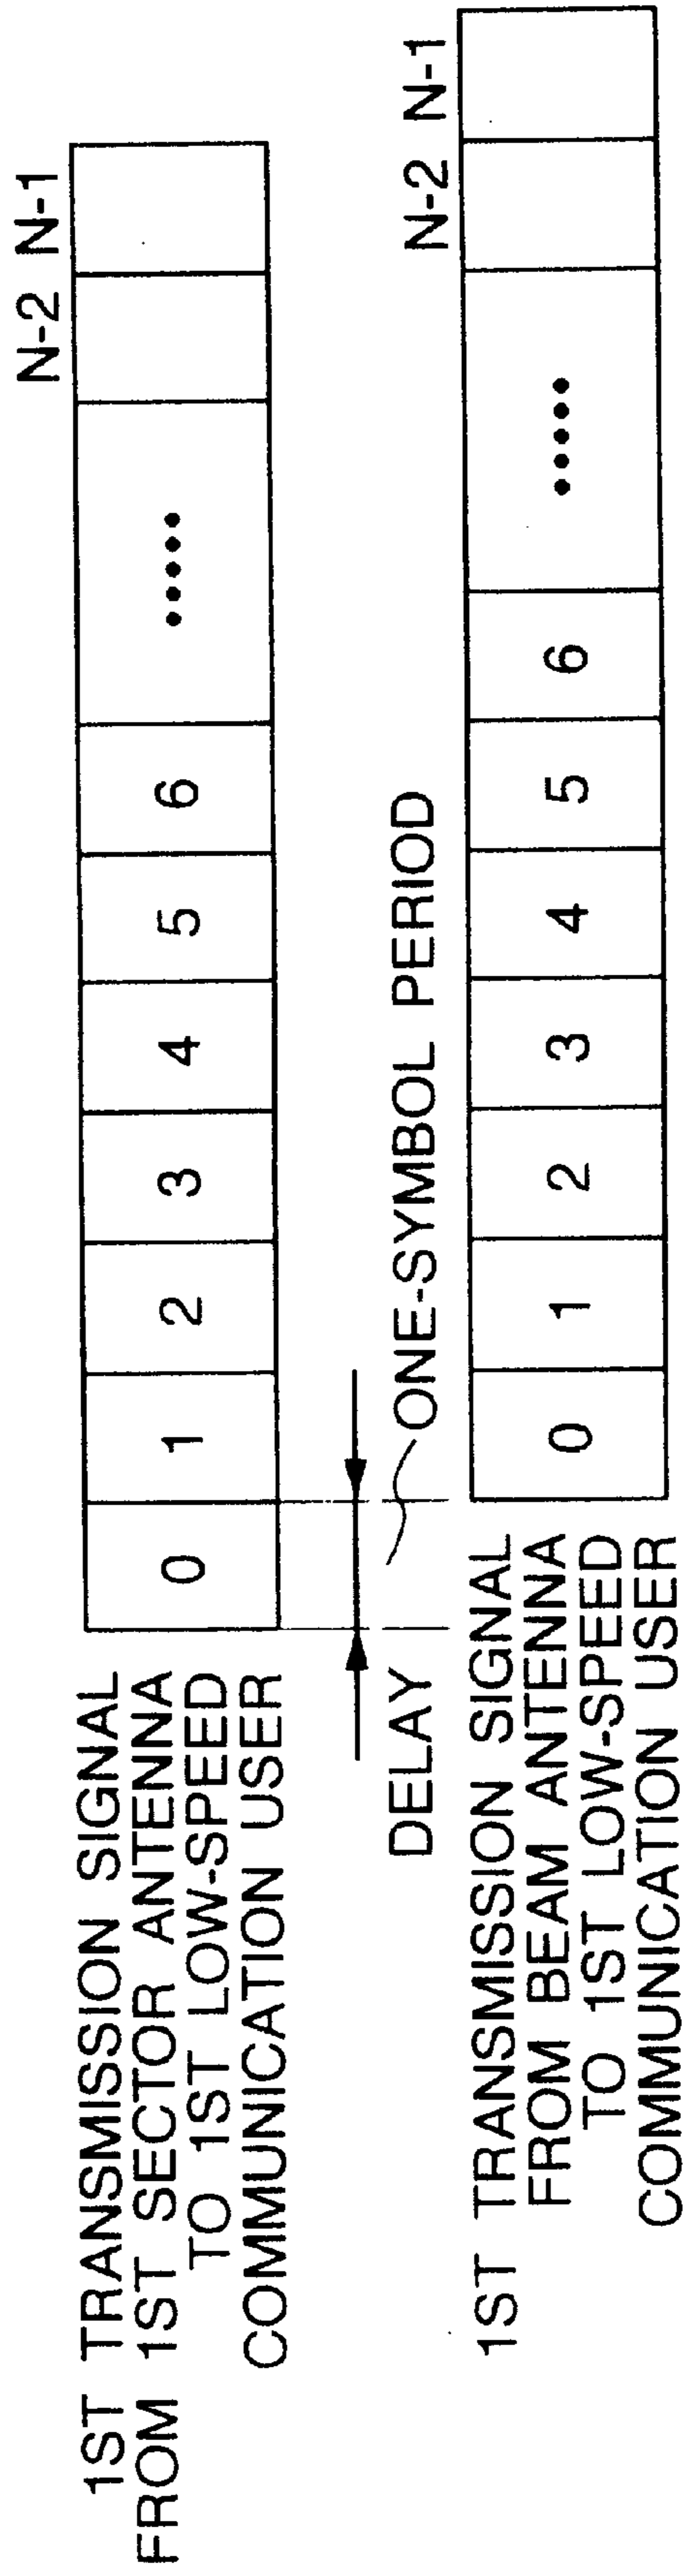 1ST TRANSMISSION SIGNAL
FROM 1ST SECTOR ANTENNA
TO 1ST LOW-SPEED
COMMUNICATION USER
N-2 N-1
0 1 2 3 4 5 6 •••••
DELAY
ONE-SYMBOL PERIOD
1ST TRANSMISSION SIGNAL
FROM BEAM ANTENNA
TO 1ST LOW-SPEED
COMMUNICATION USER
N-2 N-1
0 1 2 3 4 5 6 •••••